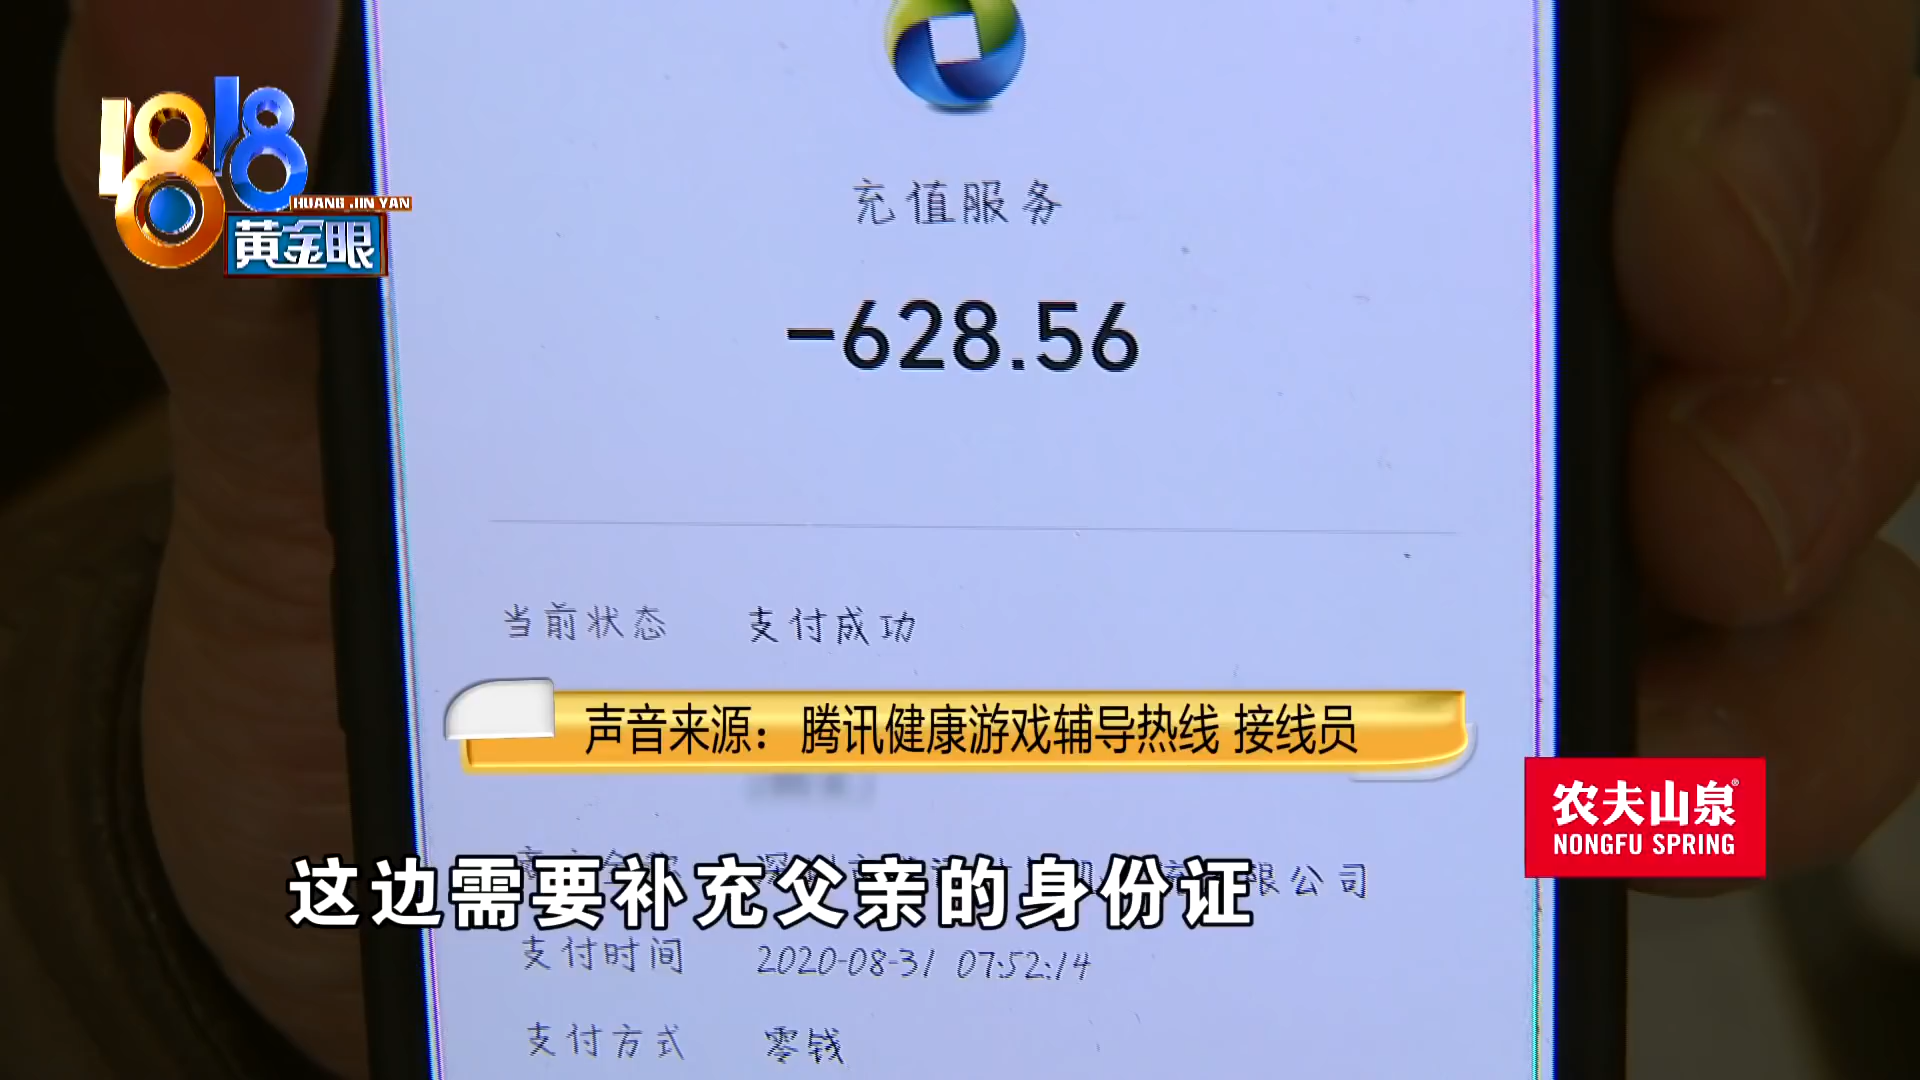 1818
HUANG JIN YAN
黄金眼
充值服务
-628.56
当前状态 支付成功
声音来源：腾讯健康游戏辅导热线 接线员
农夫山泉®
NONGFU SPRING
限公司
这边需要补充父亲的身份证
支付时间 2020-08-31 07:52:14
支付方式 零钱